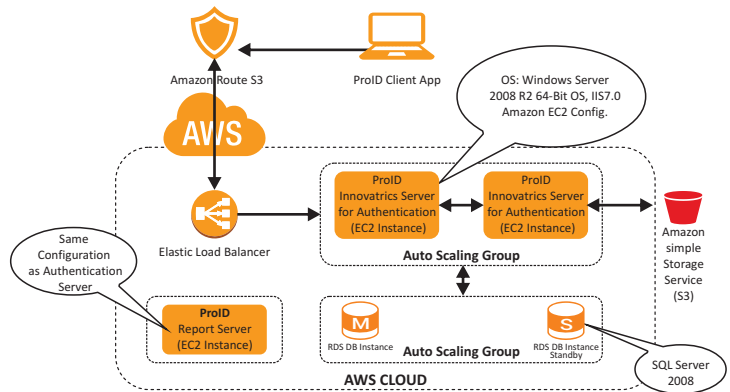 Amazon Route S3
ProID Client App
OS: Windows Server
2008 R2 64-Bit OS, IIS7.0
Amazon EC2 Config.
AWS
ProID
Innovatrics Server
for Authentication
(EC2 Instance)
ProID
Innovatrics Server
for Authentication
(EC2 Instance)
Auto Scaling Group
Elastic Load Balancer
Amazon
simple
Storage
Service
(S3)
Same
Configuration
as Authentication
Server
ProID
Report Server
(EC2 Instance)
M
RDS DB Instance
S
RDS DB Instance
Standby
Auto Scaling Group
SQL Server
2008
AWS CLOUD